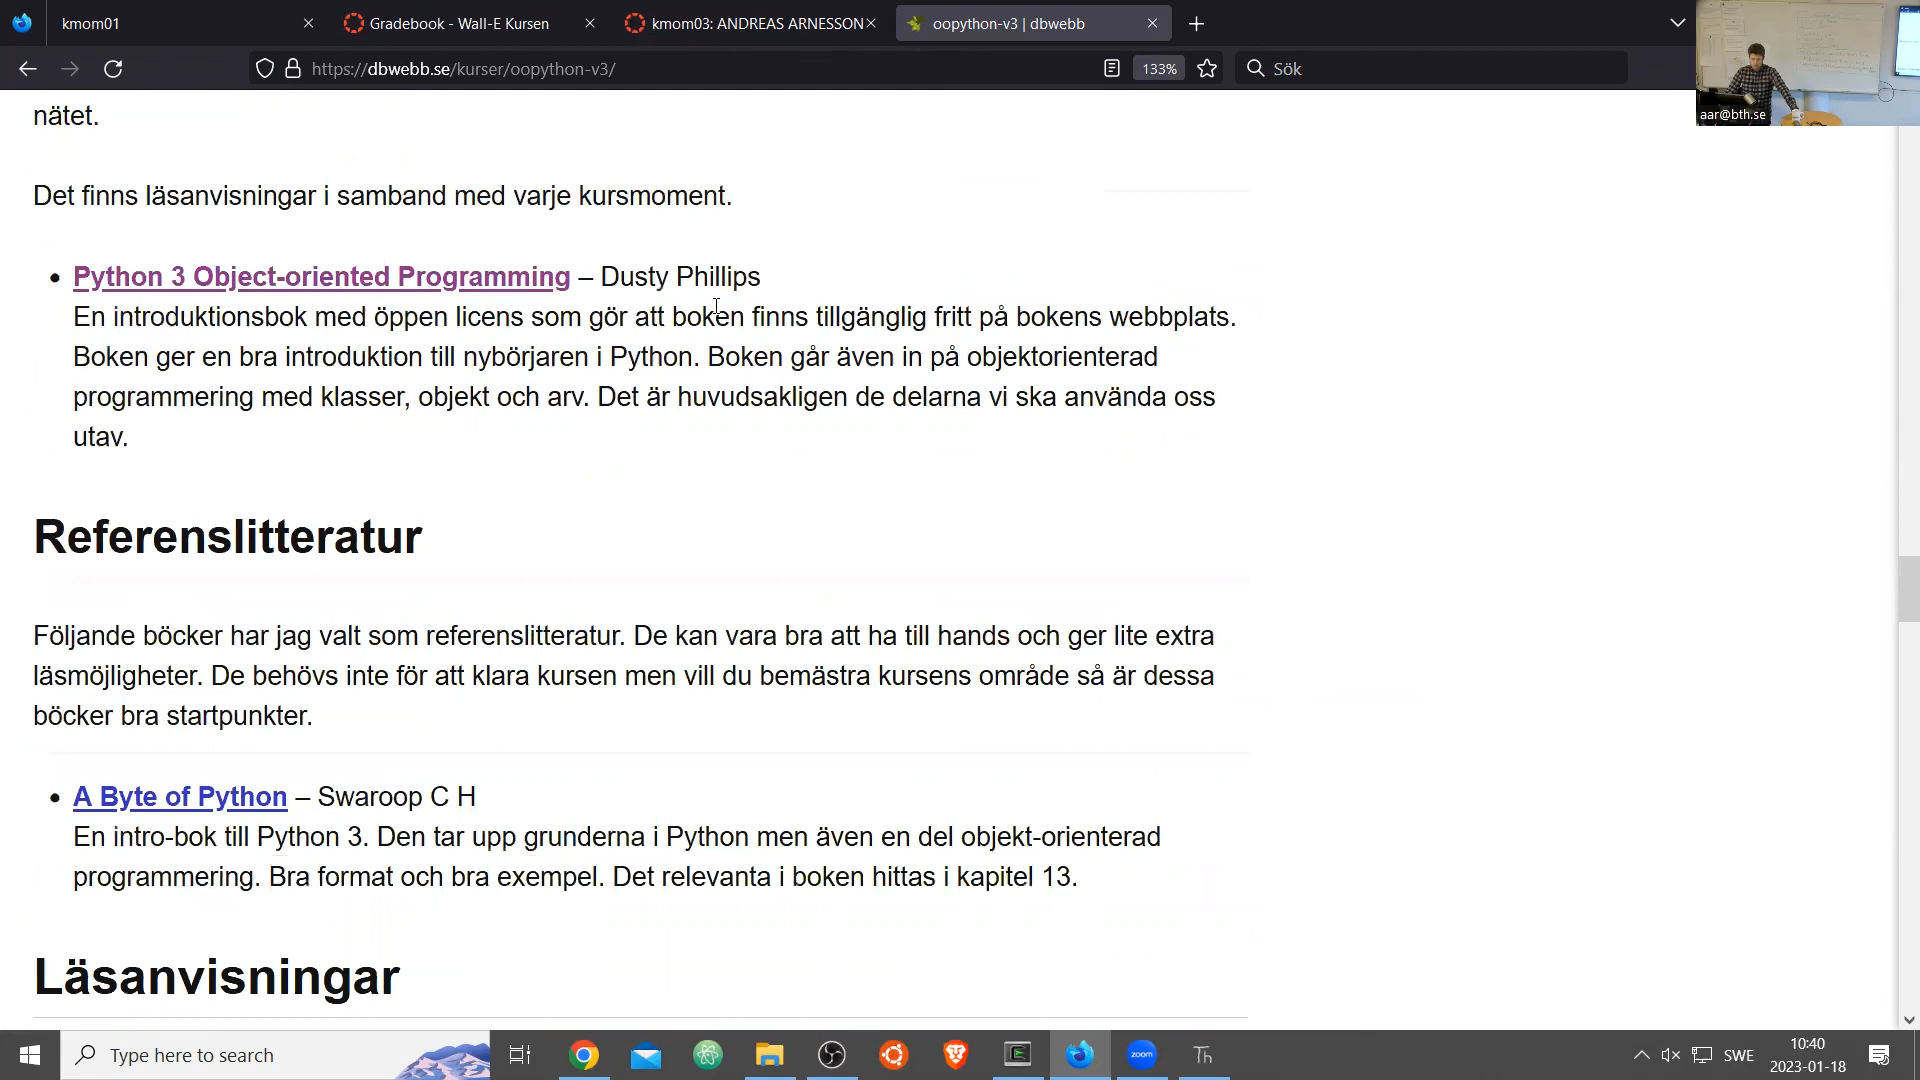 kmom01
Gradebook - Wall-E Kursen
kmom03: ANDREAS ARNESSON
oopython-v3 | dbwebb
https://dbwebb.se/kurser/oopython-v3/
133%
Sök
aar@bth.se
nätet.
Det finns läsanvisningar i samband med varje kursmoment.
• Python 3 Object-oriented Programming – Dusty Phillips
En introduktionsbok med öppen licens som gör att boken finns tillgänglig fritt på bokens webbplats.
Boken ger en bra introduktion till nybörjaren i Python. Boken går även in på objektorienterad
programmering med klasser, objekt och arv. Det är huvudsakligen de delarna vi ska använda oss
utav.
Referenslitteratur
Följande böcker har jag valt som referenslitteratur. De kan vara bra att ha till hands och ger lite extra
läsmöjligheter. De behövs inte för att klara kursen men vill du bemästra kursens område så är dessa
böcker bra startpunkter.
• A Byte of Python – Swaroop C H
En intro-bok till Python 3. Den tar upp grunderna i Python men även en del objekt-orienterad
programmering. Bra format och bra exempel. Det relevanta i boken hittas i kapitel 13.
Läsanvisningar
Type here to search
zoom
Th
SWE
10:40
2023-01-18